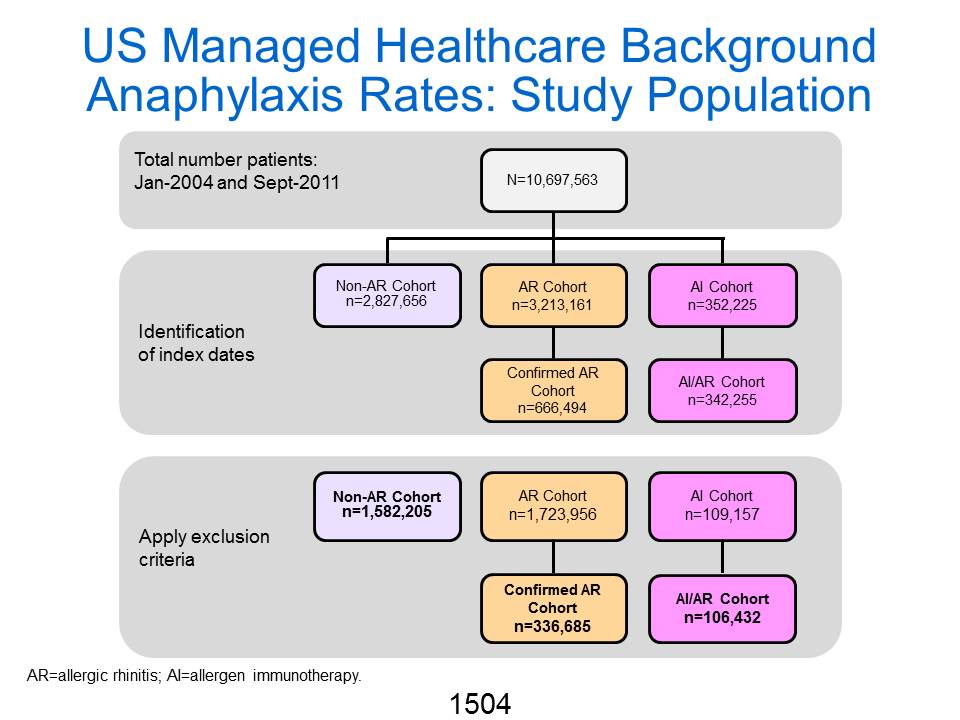 US Managed Healthcare Background
Anaphylaxis Rates: Study Population
Total number patients:
Jan-2004 and Sept-2011
N=10,697,563
Identification
of index dates
Non-AR Cohort
n=2,827,656
AR Cohort
n=3,213,161
AI Cohort
n=352,225
Confirmed AR
Cohort
n=666,494
AI/AR Cohort
n=342,255
Apply exclusion
criteria
Non-AR Cohort
n=1,582,205
AR Cohort
n=1,723,956
AI Cohort
n=109,157
Confirmed AR
Cohort
n=336,685
AI/AR Cohort
n=106,432
AR=allergic rhinitis; AI=allergen immunotherapy.
1504